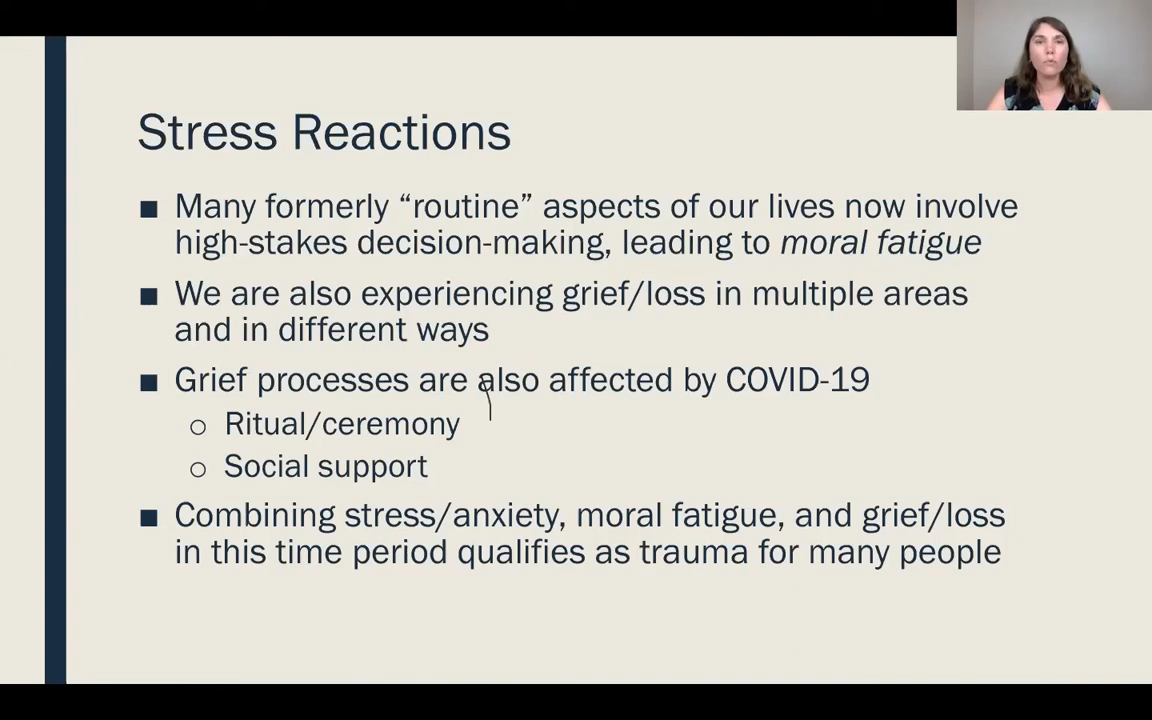 Stress Reactions
■ Many formerly “routine” aspects of our lives now involve
high-stakes decision-making, leading to moral fatigue
■ We are also experiencing grief/loss in multiple areas
and in different ways
■ Grief processes are also affected by COVID-19
○ Ritual/ceremony
○ Social support
■ Combining stress/anxiety, moral fatigue, and grief/loss
in this time period qualifies as trauma for many people